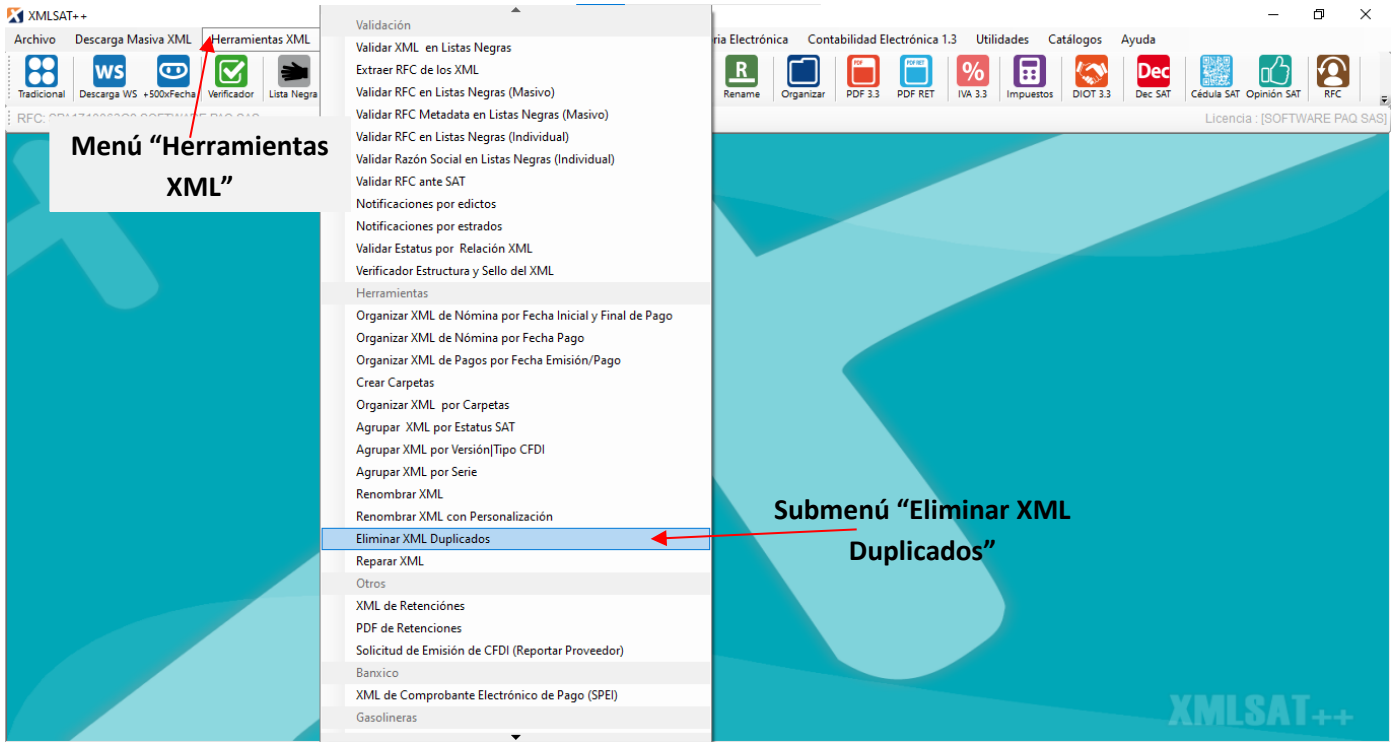 XMLSAT++
Archivo Descarga Masiva XML Herramientas XML
ria Electrónica Contabilidad Electrónica 1.3 Utilidades Catálogos Ayuda
Tradicional Descarga WS +500xFecha Verificador Lista Negra
WS
R
PDF
PDF RET
%
Dec
Rename Organizar PDF 3.3 PDF RET IVA 3.3 Impuestos DIOT 3.3 Dec SAT Cédula SAT Opinión SAT RFC
RFC:
SOFTWARE PAQ SAS
Licencia : [SOFTWARE PAQ SAS]
Menú “Herramientas
XML”
Validación
Validar XML en Listas Negras
Extraer RFC de los XML
Validar RFC en Listas Negras (Masivo)
Validar RFC Metadata en Listas Negras (Masivo)
Validar RFC en Listas Negras (Individual)
Validar Razón Social en Listas Negras (Individual)
Validar RFC ante SAT
Notificaciones por edictos
Notificaciones por estrados
Validar Estatus por Relación XML
Verificador Estructura y Sello del XML
Herramientas
Organizar XML de Nómina por Fecha Inicial y Final de Pago
Organizar XML de Nómina por Fecha Pago
Organizar XML de Pagos por Fecha Emisión/Pago
Crear Carpetas
Organizar XML por Carpetas
Agrupar XML por Estatus SAT
Agrupar XML por Versión|Tipo CFDI
Agrupar XML por Serie
Renombrar XML
Renombrar XML con Personalización
Eliminar XML Duplicados
Reparar XML
Otros
XML de Retenciónes
PDF de Retenciones
Solicitud de Emisión de CFDI (Reportar Proveedor)
Banxico
XML de Comprobante Electrónico de Pago (SPEI)
Gasolineras
Submenú “Eliminar XML
Duplicados”
XMLSAT++